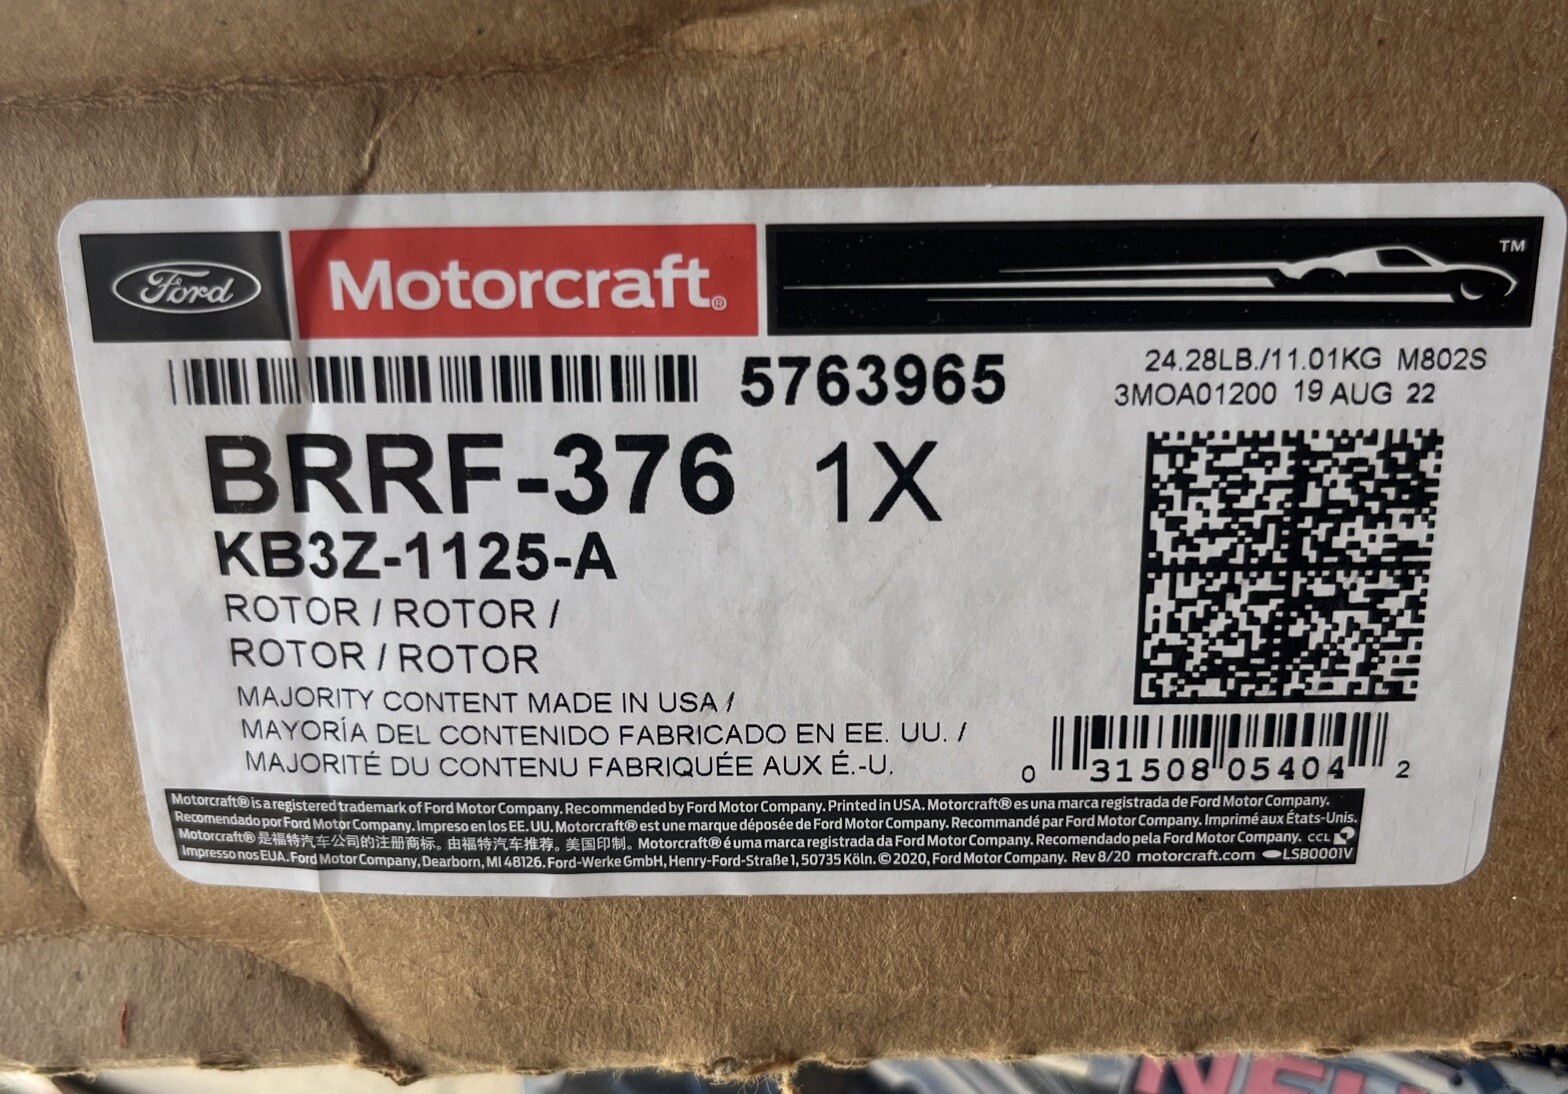 Ford Motorcraft® TM
5763965
24.28LB./11.01KG M802S
3MOA01200 19 AUG 22
BRRF-376 1X
KB3Z-1125-A
ROTOR / ROTOR /
ROTOR / ROTOR
MAJORITY CONTENT MADE IN USA /
MAYORÍA DEL CONTENIDO FABRICADO EN EE. UU. /
MAJORITÉ DU CONTENU FABRIQUÉE AUX É.-U.
0 31508 05404 2
Motorcraft® is a registered trademark of Ford Motor Company. Recommended by Ford Motor Company. Printed in USA. Motorcraft® es una marca registrada de Ford Motor Company.
Recomendado por Ford Motor Company. Impreso en los EE. UU. Motorcraft® est une marque déposée de Ford Motor Company. Recommandé par Ford Motor Company. Imprimé aux États-Unis.
Motorcraft® 是福特汽车公司的注册商标。由福特汽车推荐。美国印制。Motorcraft® é uma marca registrada da Ford Motor Company. Recomendado pela Ford Motor Company. CCL
Impresso nos EUA. Ford Motor Company, Dearborn, MI 48126, Ford-Werke GmbH, Henry-Ford-Straße 1, 50735 Köln © 2020, Ford Motor Company. Rev 8/20 motorcraft.com LSB0001V